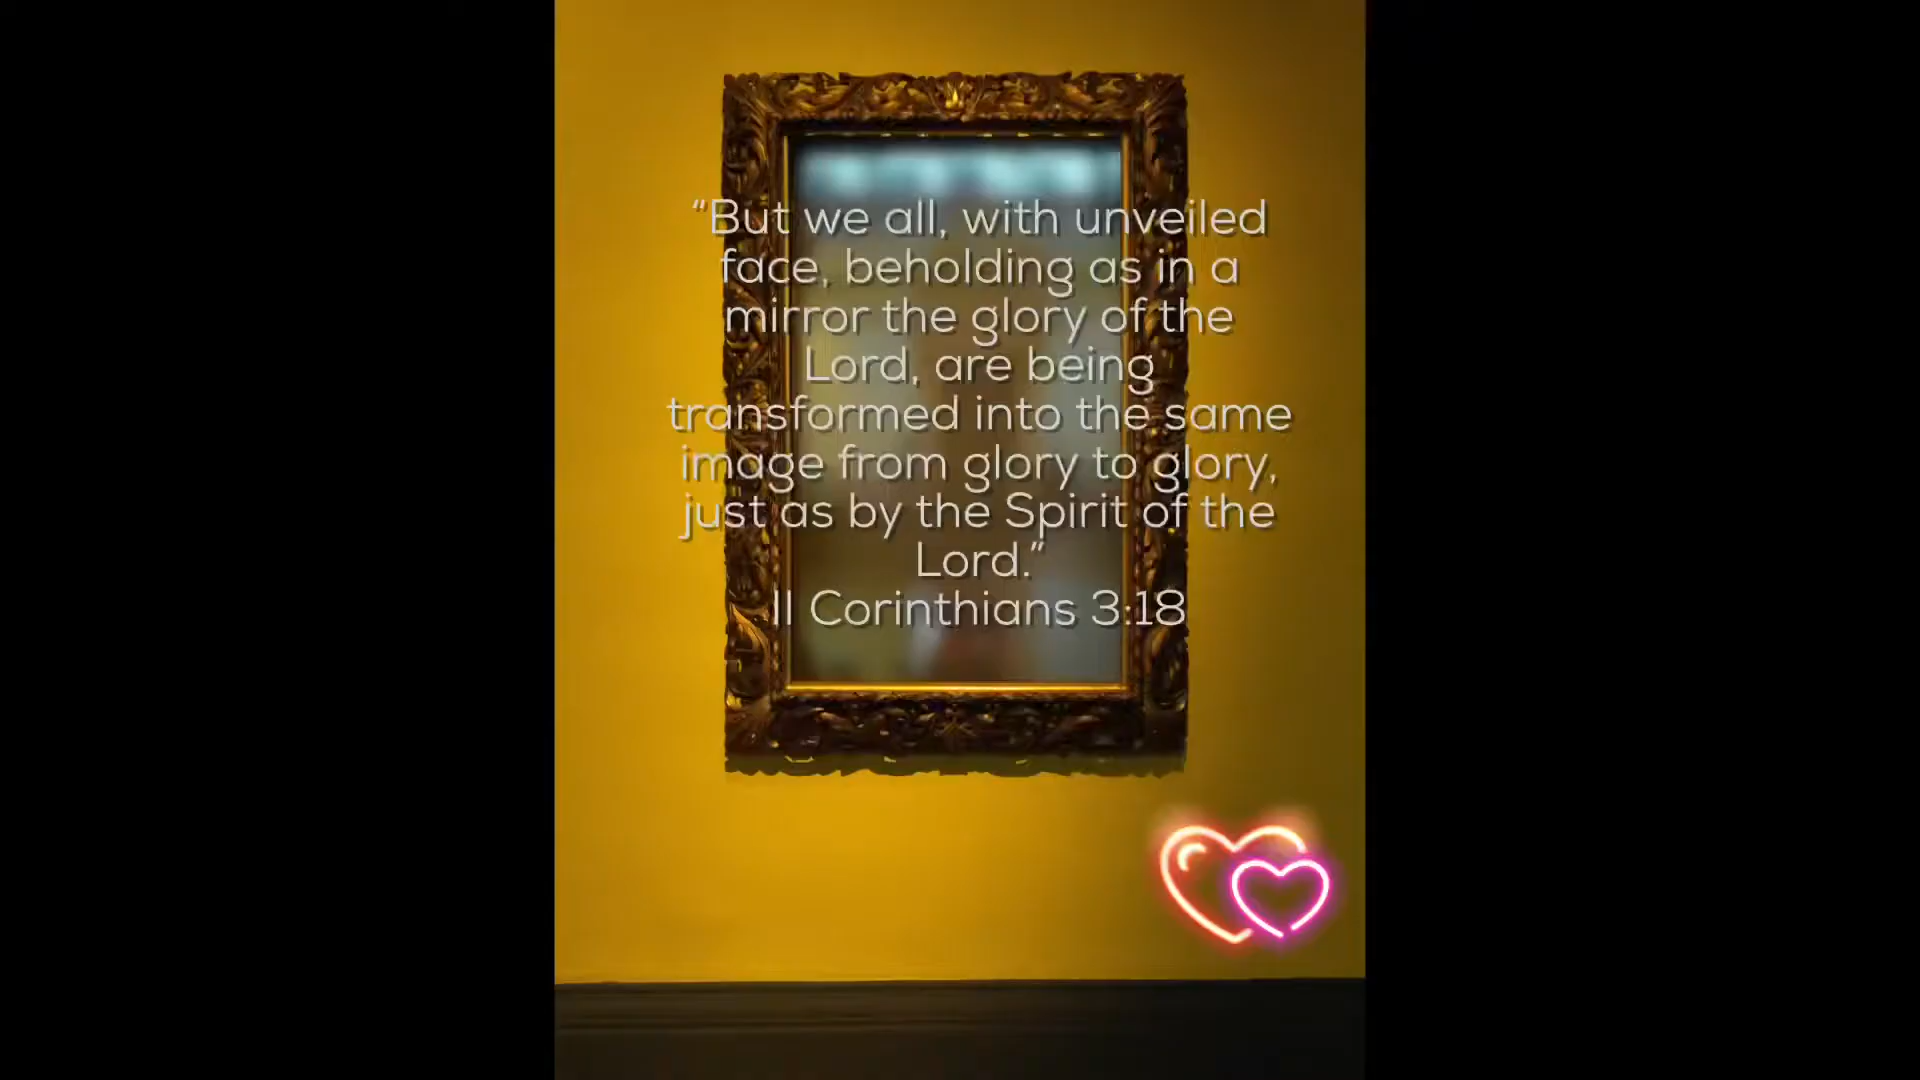 “But we all, with unveiled
face, beholding as in a
mirror the glory of the
Lord, are being
transformed into the same
image from glory to glory,
just as by the Spirit of the
Lord.”
II Corinthians 3:18